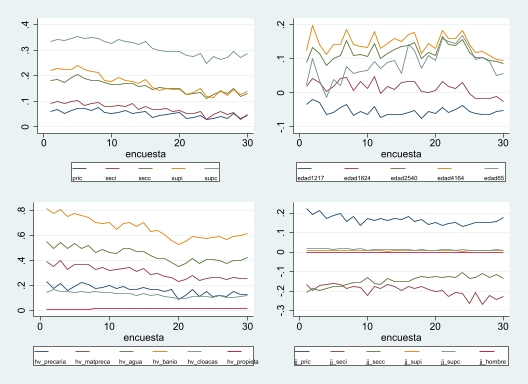 .4
.3
.2
.1
0
0
10
20
30
encuesta
pric
seci
secc
supi
supc
.2
.1
0
-.1
0
10
20
30
encuesta
edad1217
edad1824
edad2540
edad4164
edad65
.8
.6
.4
.2
0
0
10
20
30
encuesta
hv_precaria
hv_matpreca
hv_agua
hv_banio
hv_cloacas
hv_propieta
.2
.1
0
-.1
-.2
-.3
0
10
20
30
encuesta
jj_pric
jj_seci
jj_secc
jj_supi
jj_supc
jj_hombre